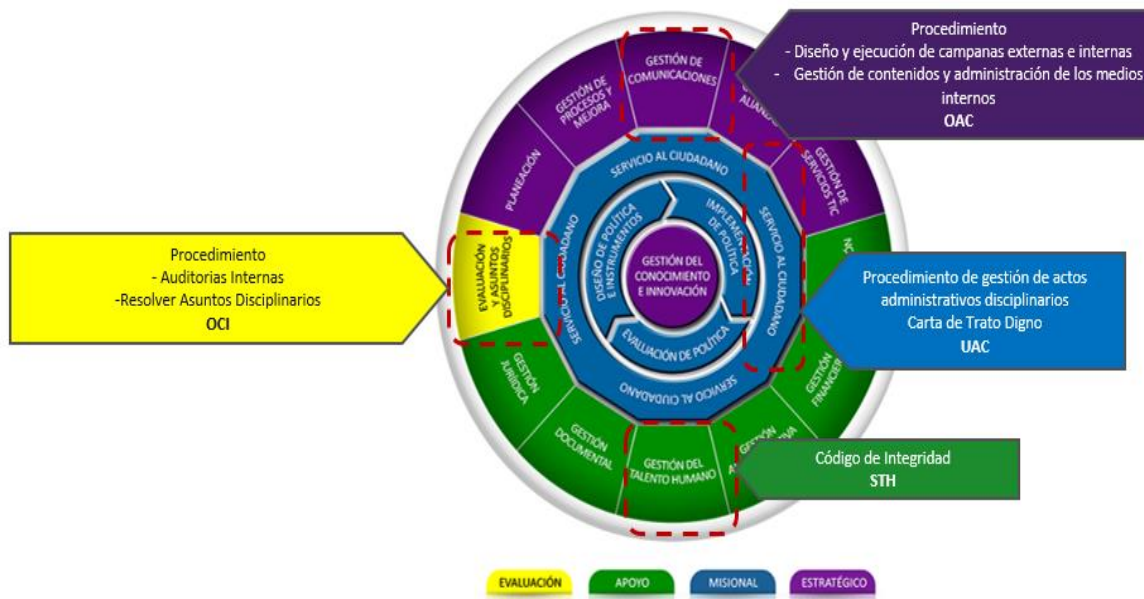 Procedimiento
- Diseño y ejecución de campanas externas e internas
- Gestión de contenidos y administración de los medios
internos
OAC
Procedimiento
- Auditorias Internas
-Resolver Asuntos Disciplinarios
OCI
Procedimiento de gestión de actos
administrativos disciplinarios
Carta de Trato Digno
UAC
Código de Integridad
STH
GESTIÓN DE
COMUNICACIONES
GESTIÓN DE
PROCESOS Y
MEJORA
PLANEACIÓN
EVALUACIÓN
Y ASUNTOS
DISCIPLINARIOS
GESTIÓN
JURÍDICA
GESTIÓN
DOCUMENTAL
GESTIÓN DEL
TALENTO HUMANO
GESTIÓN
GESTIÓN
FINANCIER
GESTIÓN DE
SERVICIOS TIC
SERVICIO AL CIUDADANO
SERVICIO AL CIUDADANO
SERVICIO AL CIUDADANO
SERVICIO AL CIUDADANO
DISEÑO DE POLÍTICA
E INSTRUMENTOS
IMPLEMENTACIÓN
DE POLÍTICA
EVALUACIÓN DE POLÍTICA
GESTIÓN DEL
CONOCIMIENTO
E INNOVACIÓN
EVALUACIÓN
APOYO
MISIONAL
ESTRATÉGICO